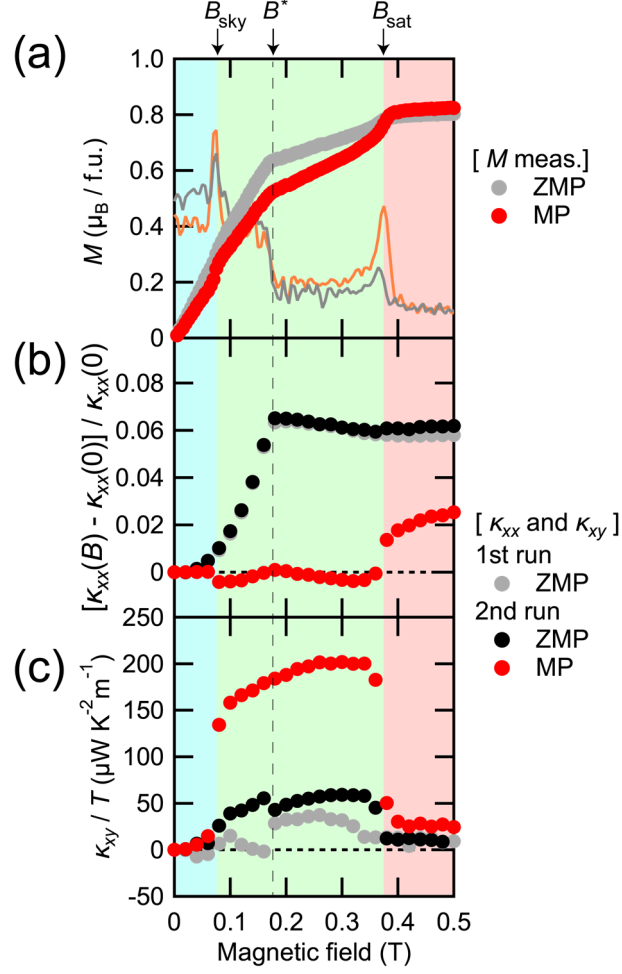 B_sky B* B_sat
(a)
1.0
0.8
0.6
0.4
0.2
0
M (μ_B / f.u.)
[ M meas.]
ZMP
MP
(b)
0.08
0.06
0.04
0.02
0
[κ_xx(B) - κ_xx(0)] / κ_xx(0)
[ κ_xx and κ_xy ]
1st run
ZMP
2nd run
ZMP
MP
(c)
250
200
150
100
50
0
-50
κ_xy / T (μW K⁻²m⁻¹)
0 0.1 0.2 0.3 0.4 0.5
Magnetic field (T)